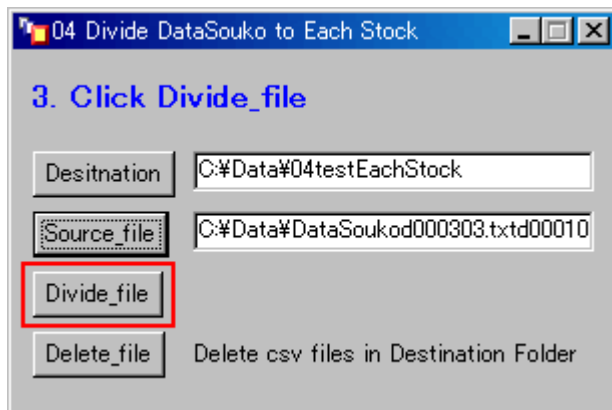 04 Divide DataSouko to Each Stock
3. Click Divide_file
Desitnation C:¥Data¥04testEachStock
Source_file C:¥Data¥DataSoukod000303.txtd00010
Divide_file
Delete_file Delete csv files in Destination Folder